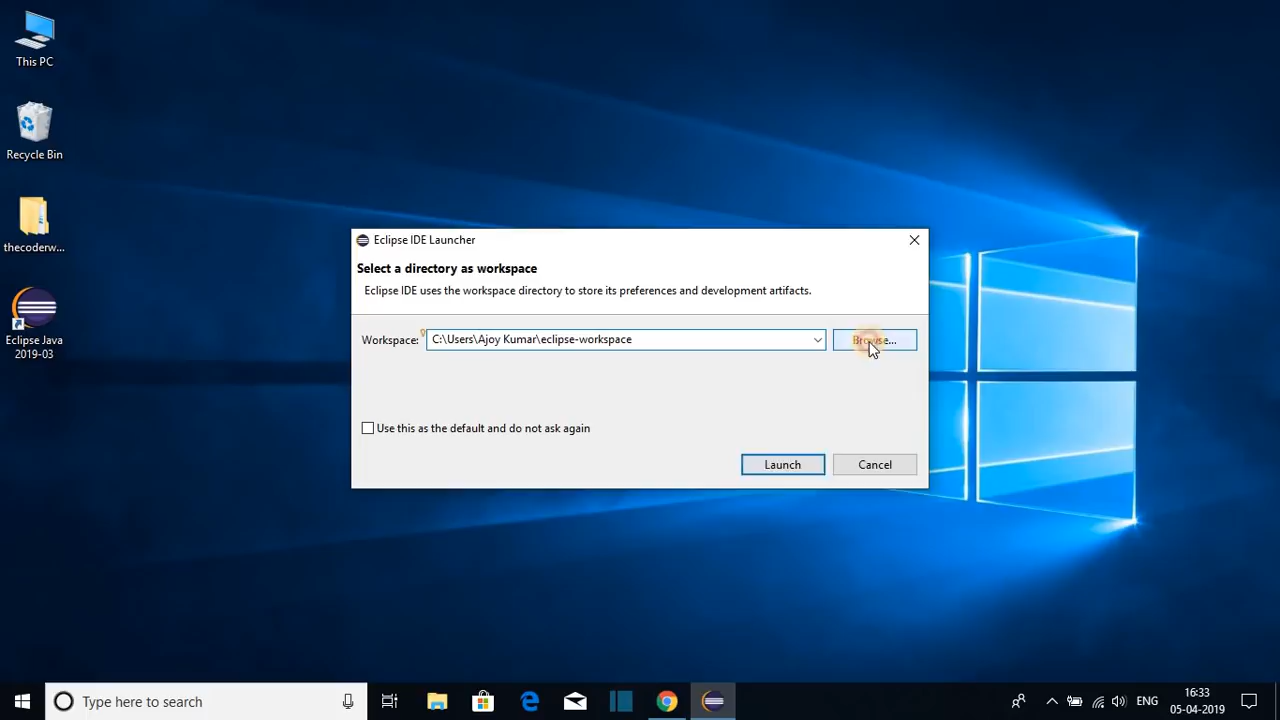 This PC
Recycle Bin
thecoderw...
Eclipse Java
2019-03
Eclipse IDE Launcher
Select a directory as workspace
Eclipse IDE uses the workspace directory to store its preferences and development artifacts.
Workspace: C:\Users\Ajoy Kumar\eclipse-workspace Browse...
Use this as the default and do not ask again
Launch Cancel
Type here to search
ENG
16:33
05-04-2019